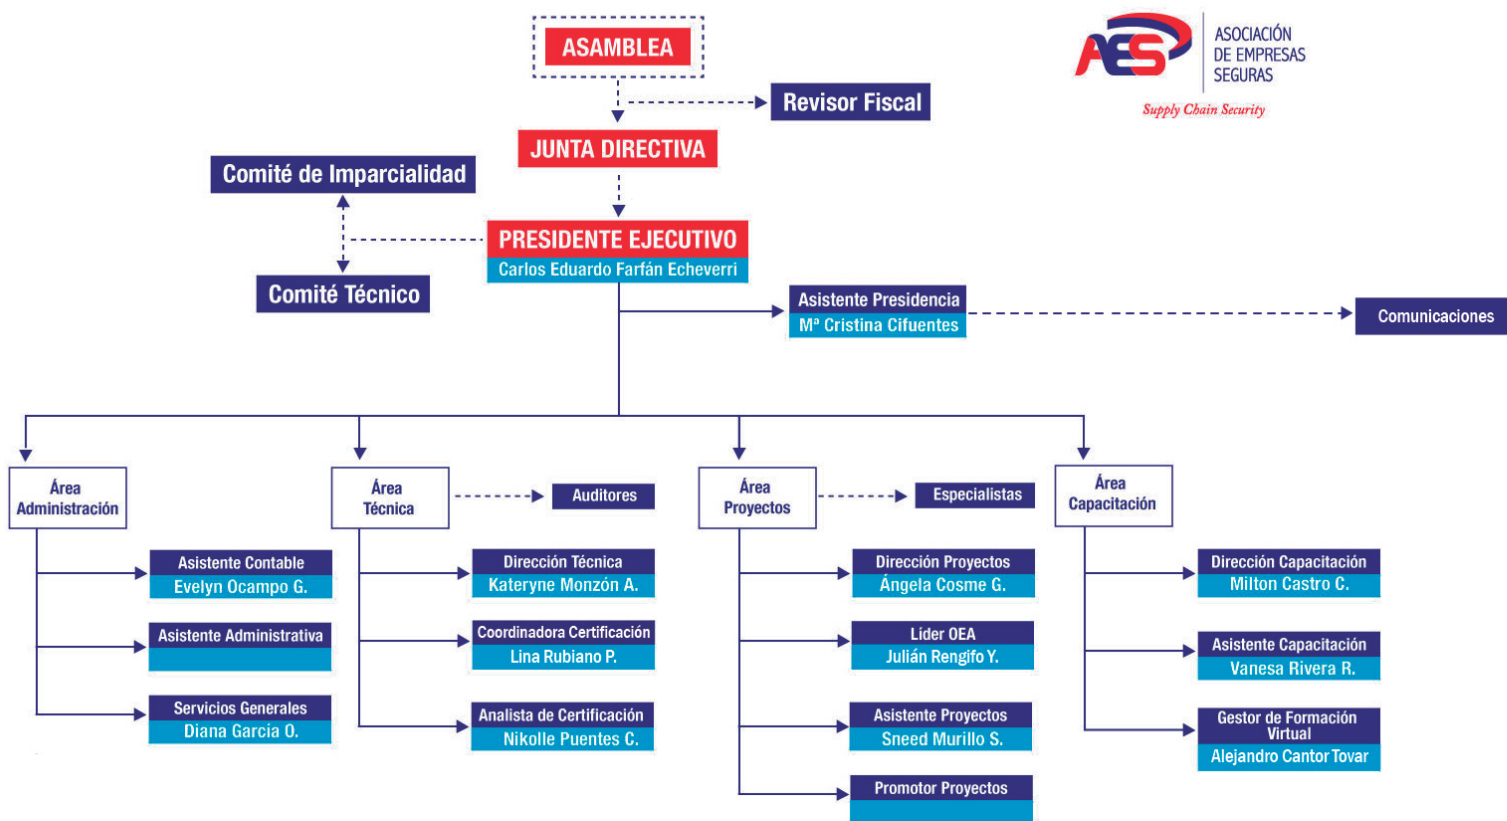 ASAMBLEA
AES
ASOCIACIÓN
DE EMPRESAS
SEGURAS
Supply Chain Security
Revisor Fiscal
JUNTA DIRECTIVA
Comité de Imparcialidad
PRESIDENTE EJECUTIVO
Carlos Eduardo Farfán Echeverri
Comité Técnico
Asistente Presidencia
Mª Cristina Cifuentes
Comunicaciones
Área
Administración
Asistente Contable
Evelyn Ocampo G.
Asistente Administrativa
Servicios Generales
Diana García O.
Área
Técnica
Auditores
Dirección Técnica
Kateryne Monzón A.
Coordinadora Certificación
Lina Rubiano P.
Analista de Certificación
Nikolle Puentes C.
Área
Proyectos
Especialistas
Dirección Proyectos
Ángela Cosme G.
Líder OEA
Julián Rengifo Y.
Asistente Proyectos
Sneed Murillo S.
Promotor Proyectos
Área
Capacitación
Dirección Capacitación
Milton Castro C.
Asistente Capacitación
Vanesa Rivera R.
Gestor de Formación
Virtual
Alejandro Cantor Tovar